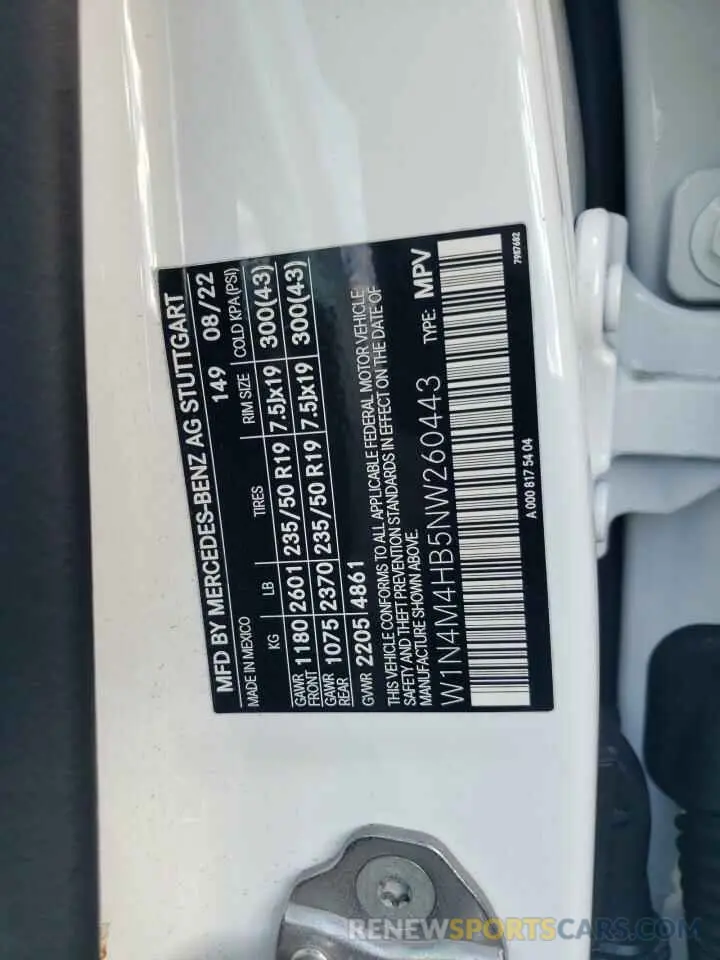 MFD BY MERCEDES-BENZ AG STUTTGART
MADE IN MEXICO 149 08/22
KG LB TIRES RIM SIZE COLD KPA(PSI)
GAWR FRONT 1180 2601 235/50 R19 7.5Jx19 300(43)
GAWR REAR 1075 2370 235/50 R19 7.5Jx19 300(43)
GVWR 2205 4861
THIS VEHICLE CONFORMS TO ALL APPLICABLE FEDERAL MOTOR VEHICLE
SAFETY AND THEFT PREVENTION STANDARDS IN EFFECT ON THE DATE OF
MANUFACTURE SHOWN ABOVE.
W1N4M4HB5NW260443 TYPE: MPV
A 000 817 54 04
7987682
RENEWSPORTSCARS.COM